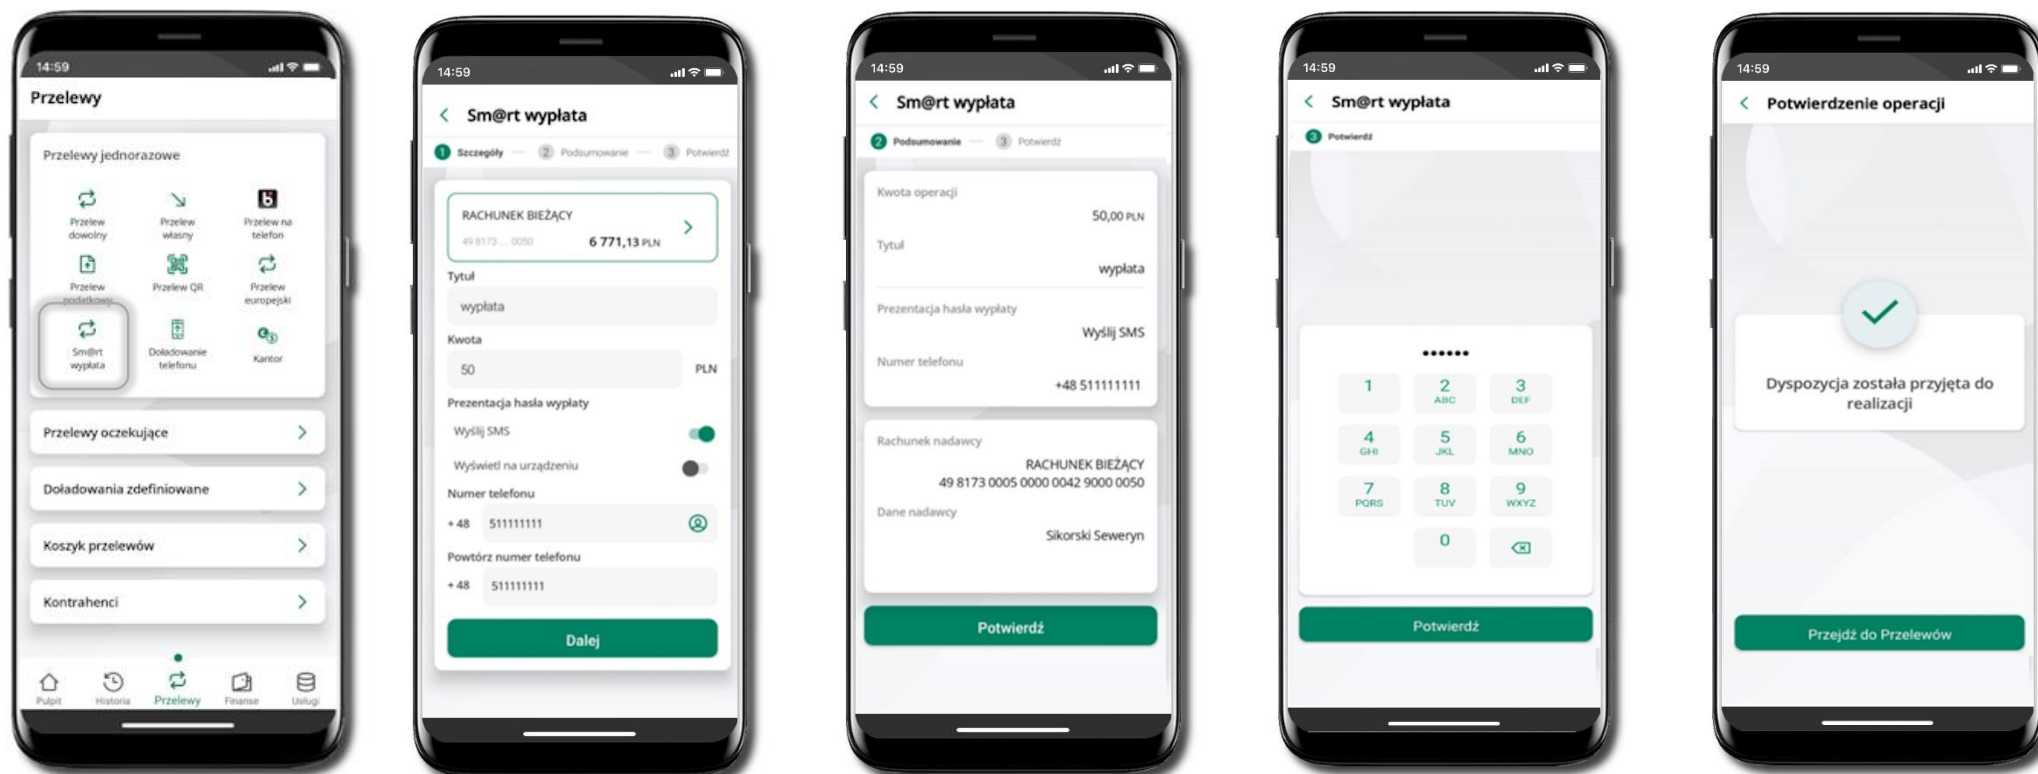 14:59
Przelewy
Przelewy jednorazowe
Przelew
dowolny
Przelew
własny
Przelew na
telefon
Przelew
podatkowy
Przelew QR
Przelew
europejski
Sm@rt
wypłata
Doładowanie
telefonu
Kantor
Przelewy oczekujące
Doładowania zdefiniowane
Koszyk przelewów
Kontrahenci
Pulpit
Historia
Przelewy
Finanse
Usługi
14:59
Sm@rt wypłata
1 Szczegóły 2 Podsumowanie 3 Potwierdź
RACHUNEK BIEŻĄCY
49 8173 ... 0050 6 771,13 PLN
Tytuł
wypłata
Kwota
50 PLN
Prezentacja hasła wypłaty
Wyślij SMS
Wyświetl na urządzeniu
Numer telefonu
+ 48 511111111
Powtórz numer telefonu
+ 48 511111111
Dalej
14:59
Sm@rt wypłata
2 Podsumowanie 3 Potwierdź
Kwota operacji
50,00 PLN
Tytuł
wypłata
Prezentacja hasła wypłaty
Wyślij SMS
Numer telefonu
+48 511111111
Rachunek nadawcy
RACHUNEK BIEŻĄCY
49 8173 0005 0000 0042 9000 0050
Dane nadawcy
Sikorski Seweryn
Potwierdź
14:59
Sm@rt wypłata
3 Potwierdź
••••••
1 2 3
ABC DEF
4 5 6
GHI JKL MNO
7 8 9
PQRS TUV WXYZ
0
Potwierdź
14:59
Potwierdzenie operacji
Dyspozycja została przyjęta do
realizacji
Przejdź do Przelewów